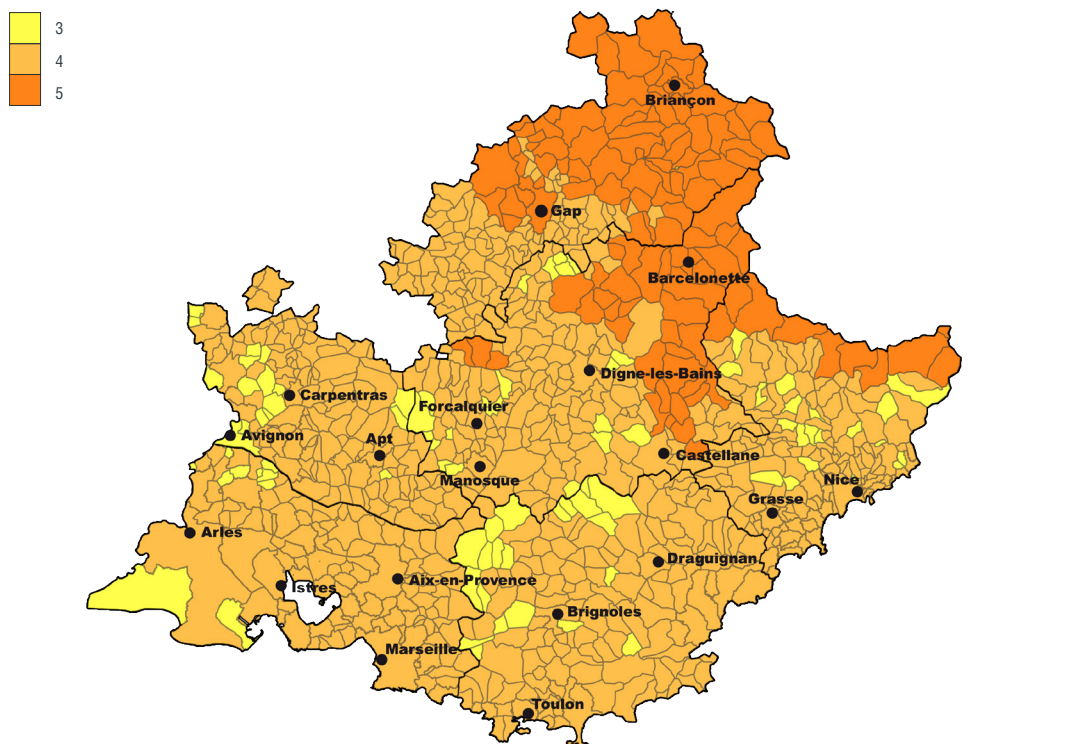 3
4
5
Briançon
Gap
Barcelonette
Digne-les-Bains
Carpentras
Forcalquier
Avignon
Apt
Castellane
Manosque
Nice
Grasse
Arles
Draguignan
Istres
Aix-en-Provence
Brignoles
Marseille
Toulon